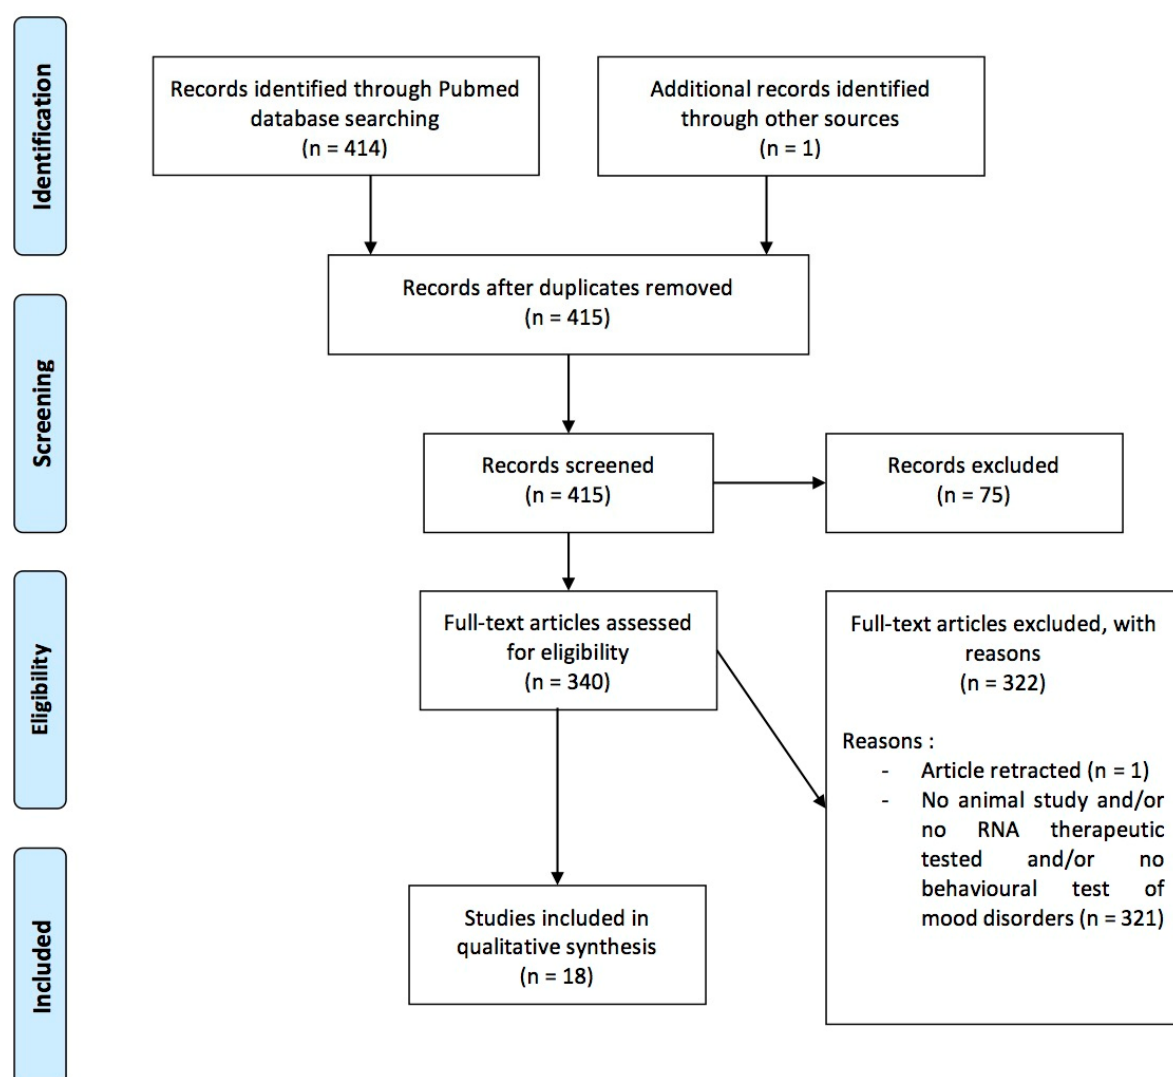 Identification
Records identified through Pubmed
database searching
(n = 414)
Additional records identified
through other sources
(n = 1)
Records after duplicates removed
(n = 415)
Screening
Records screened
(n = 415)
Records excluded
(n = 75)
Eligibility
Full-text articles assessed
for eligibility
(n = 340)
Full-text articles excluded, with
reasons
(n = 322)
Reasons :
- Article retracted (n = 1)
- No animal study and/or
no RNA therapeutic
tested and/or no
behavioural test of
mood disorders (n = 321)
Included
Studies included in
qualitative synthesis
(n = 18)